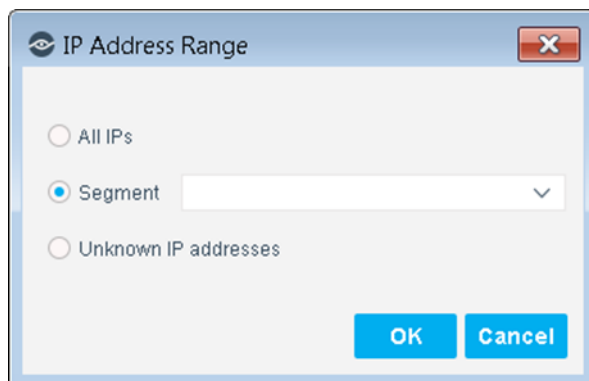 IP Address Range
All IPs
Segment
Unknown IP addresses
OK Cancel